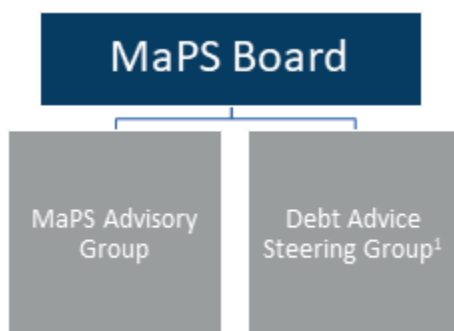 MaPS Board
MaPS Advisory
Group
Debt Advice
Steering Group¹